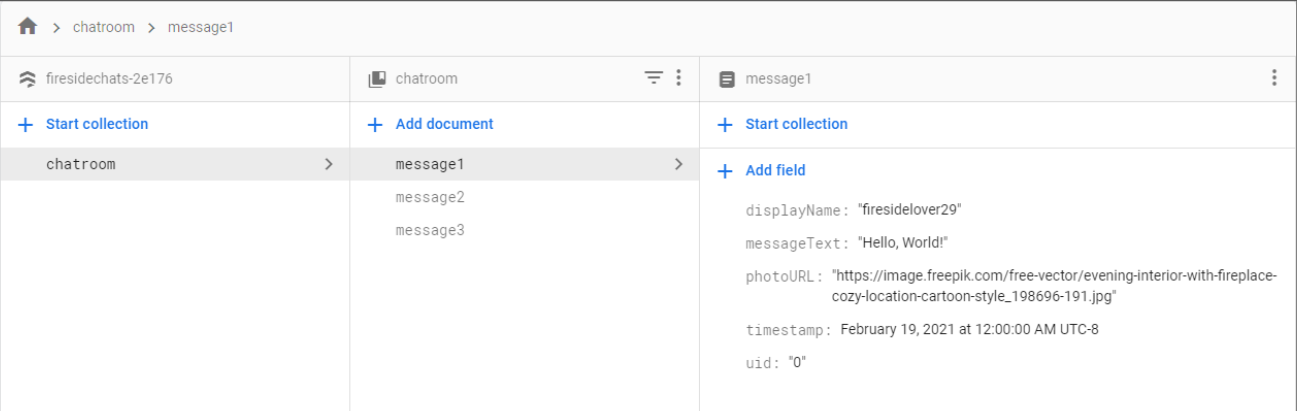 chatroom > message1
firesidechats-2e176
chatroom
message1
+ Start collection
+ Add document
+ Start collection
chatroom >
message1 >
message2
message3
+ Add field
displayName: "firesidelover29"
messageText: "Hello, World!"
photoURL: "https://image.freepik.com/free-vector/evening-interior-with-fireplace-
cozy-location-cartoon-style_198696-191.jpg"
timestamp: February 19, 2021 at 12:00:00 AM UTC-8
uid: "0"